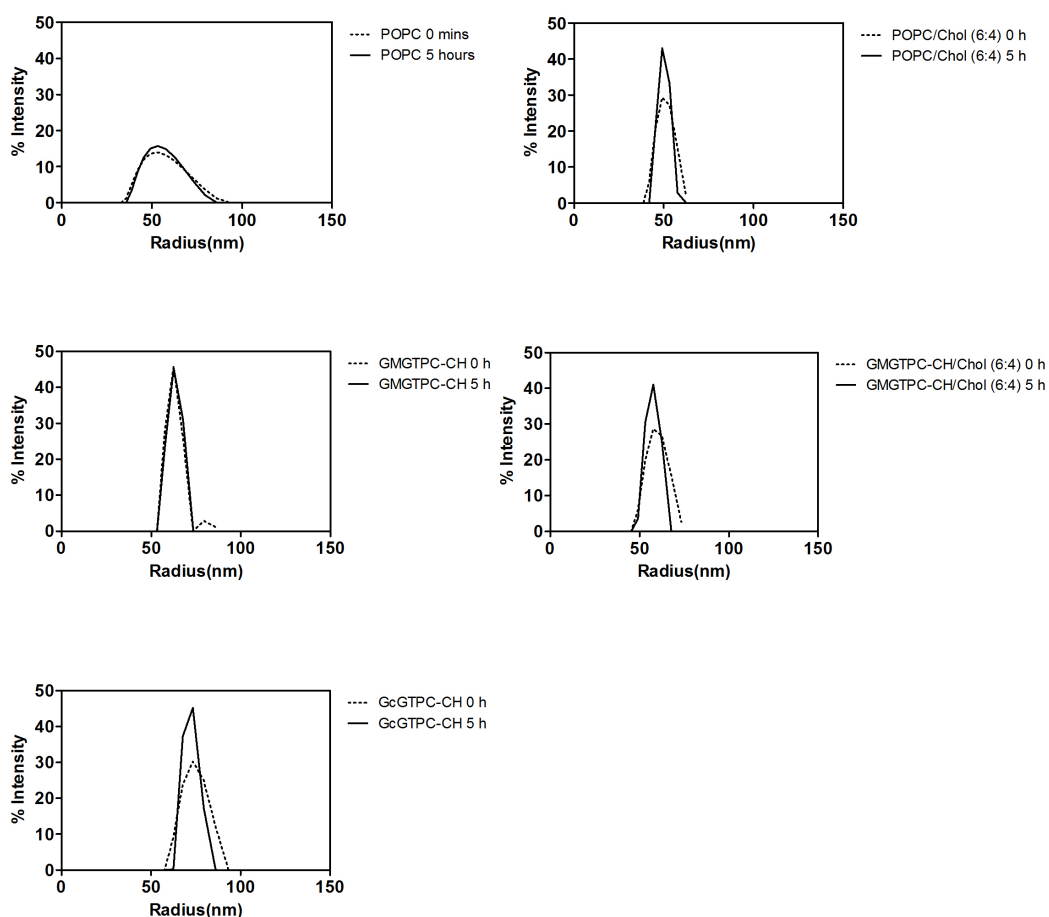 50
40
30
20
10
0
% Intensity
0 50 100 150
Radius(nm)
POPC 0 mins
POPC 5 hours
50
40
30
20
10
0
% Intensity
0 50 100 150
Radius(nm)
POPC/Chol (6:4) 0 h
POPC/Chol (6:4) 5 h
50
40
30
20
10
0
% Intensity
0 50 100 150
Radius(nm)
GMGTPC-CH 0 h
GMGTPC-CH 5 h
50
40
30
20
10
0
% Intensity
0 50 100 150
Radius(nm)
GMGTPC-CH/Chol (6:4) 0 h
GMGTPC-CH/Chol (6:4) 5 h
50
40
30
20
10
0
% Intensity
0 50 100 150
Radius(nm)
GcGTPC-CH 0 h
GcGTPC-CH 5 h